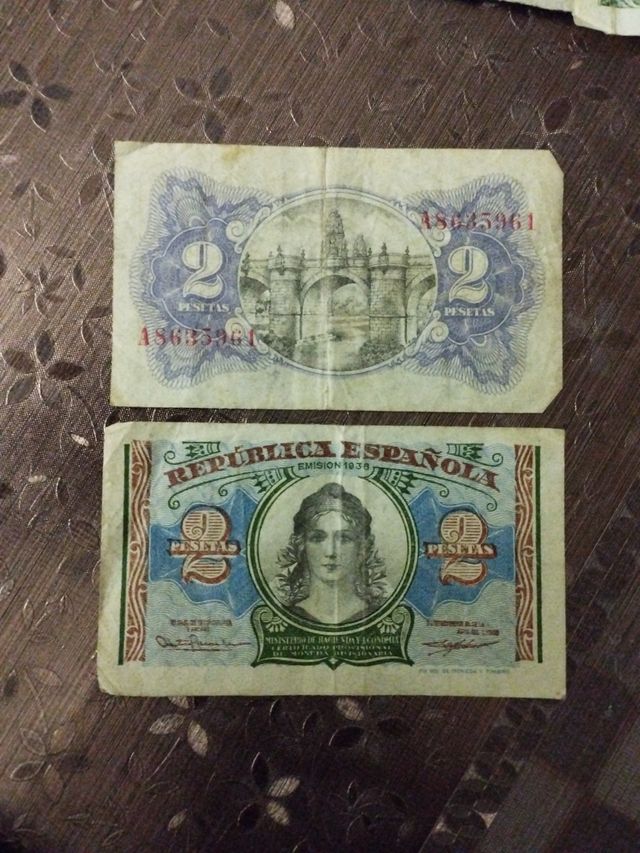 A8635961
2 2
PESETAS PESETAS
A8635961
REPÚBLICA ESPAÑOLA
EMISION 1938
2 2
PESETAS PESETAS
MINISTERIO DE HACIENDA Y ECONOMIA
CERTIFICADO PROVISIONAL
DE MONEDA DIVISIONARIA